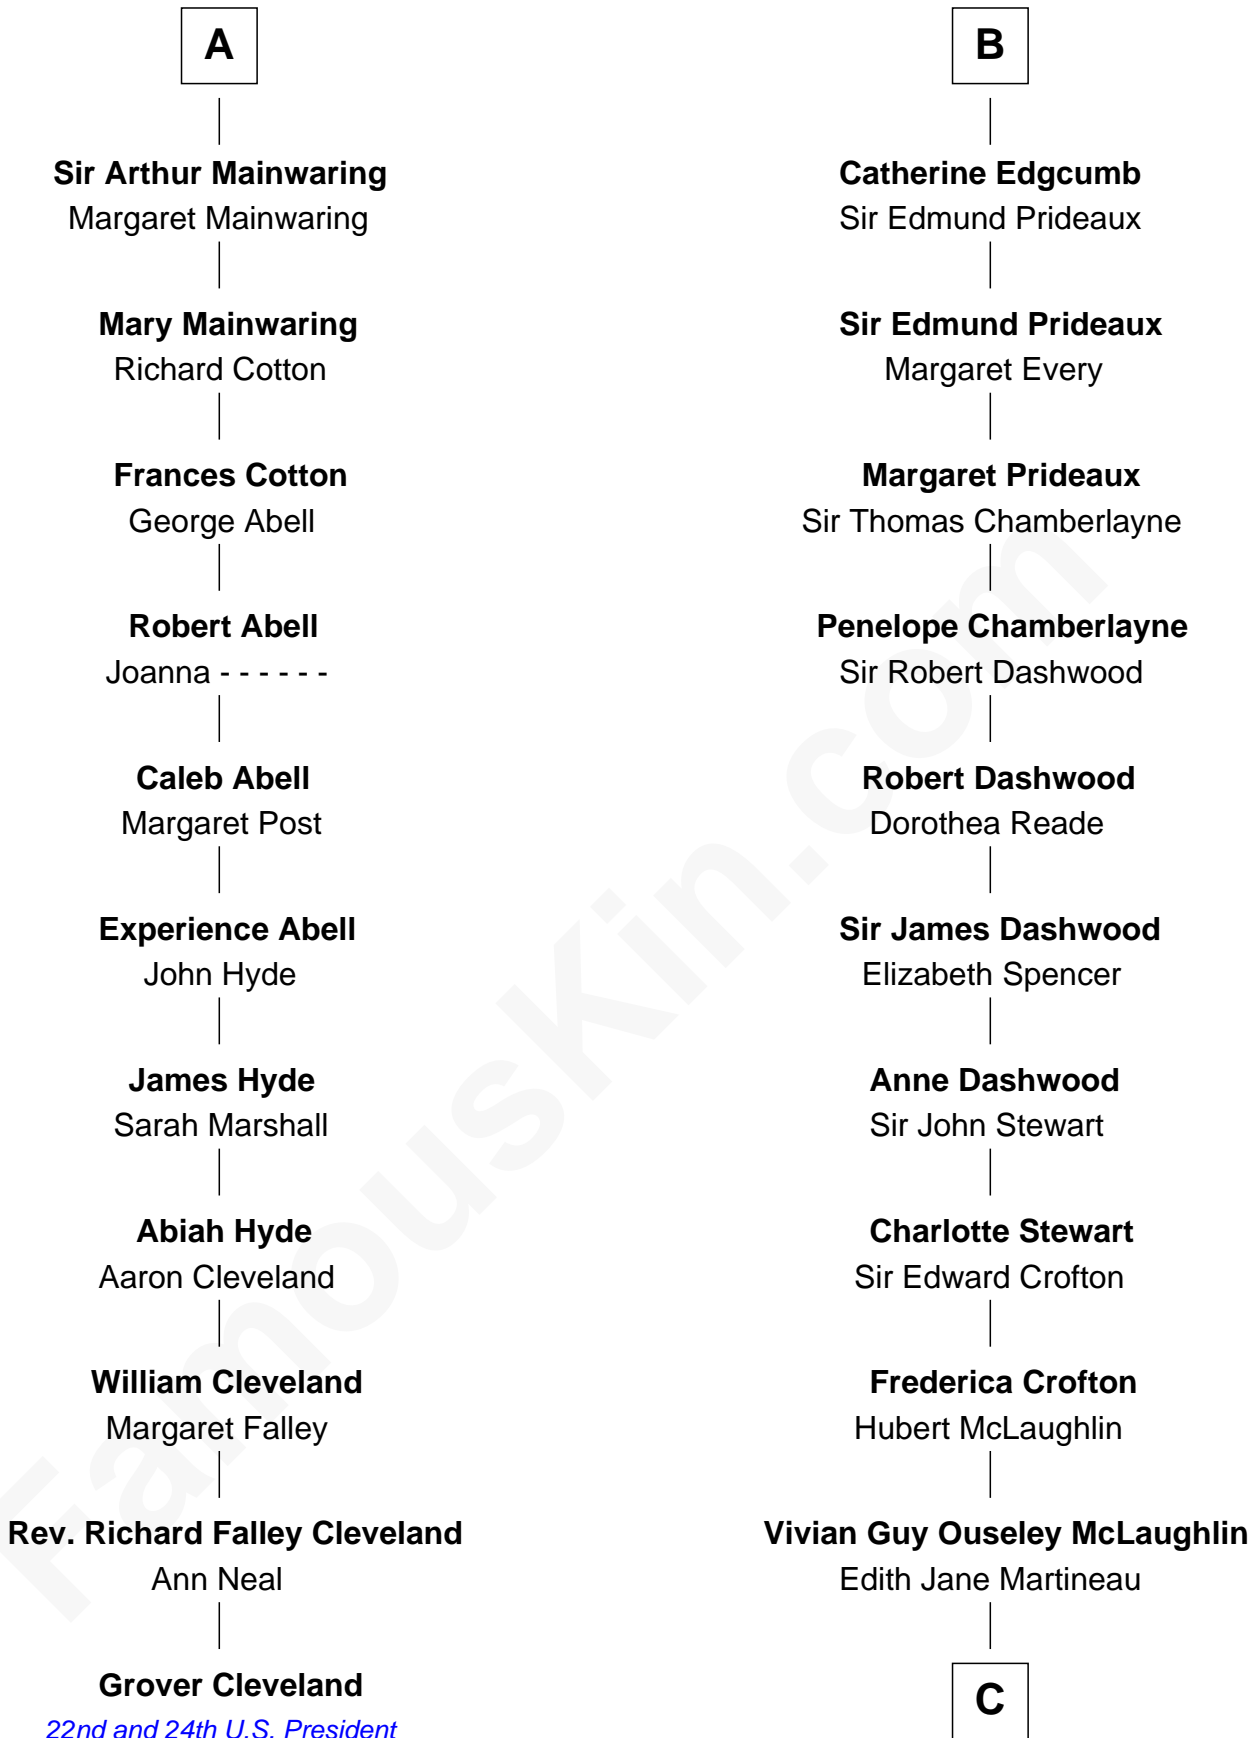 A
Sir Arthur Mainwaring
Margaret Mainwaring
Mary Mainwaring
Richard Cotton
Frances Cotton
George Abell
Robert Abell
Joanna - - - - - -
Caleb Abell
Margaret Post
Experience Abell
John Hyde
James Hyde
Sarah Marshall
Abiah Hyde
Aaron Cleveland
William Cleveland
Margaret Falley
Rev. Richard Falley Cleveland
Ann Neal
Grover Cleveland
22nd and 24th U.S. President
B
Catherine Edgcumb
Sir Edmund Prideaux
Sir Edmund Prideaux
Margaret Every
Margaret Prideaux
Sir Thomas Chamberlayne
Penelope Chamberlayne
Sir Robert Dashwood
Robert Dashwood
Dorothea Reade
Sir James Dashwood
Elizabeth Spencer
Anne Dashwood
Sir John Stewart
Charlotte Stewart
Sir Edward Crofton
Frederica Crofton
Hubert McLaughlin
Vivian Guy Ouseley McLaughlin
Edith Jane Martineau
C
FamousKin.com